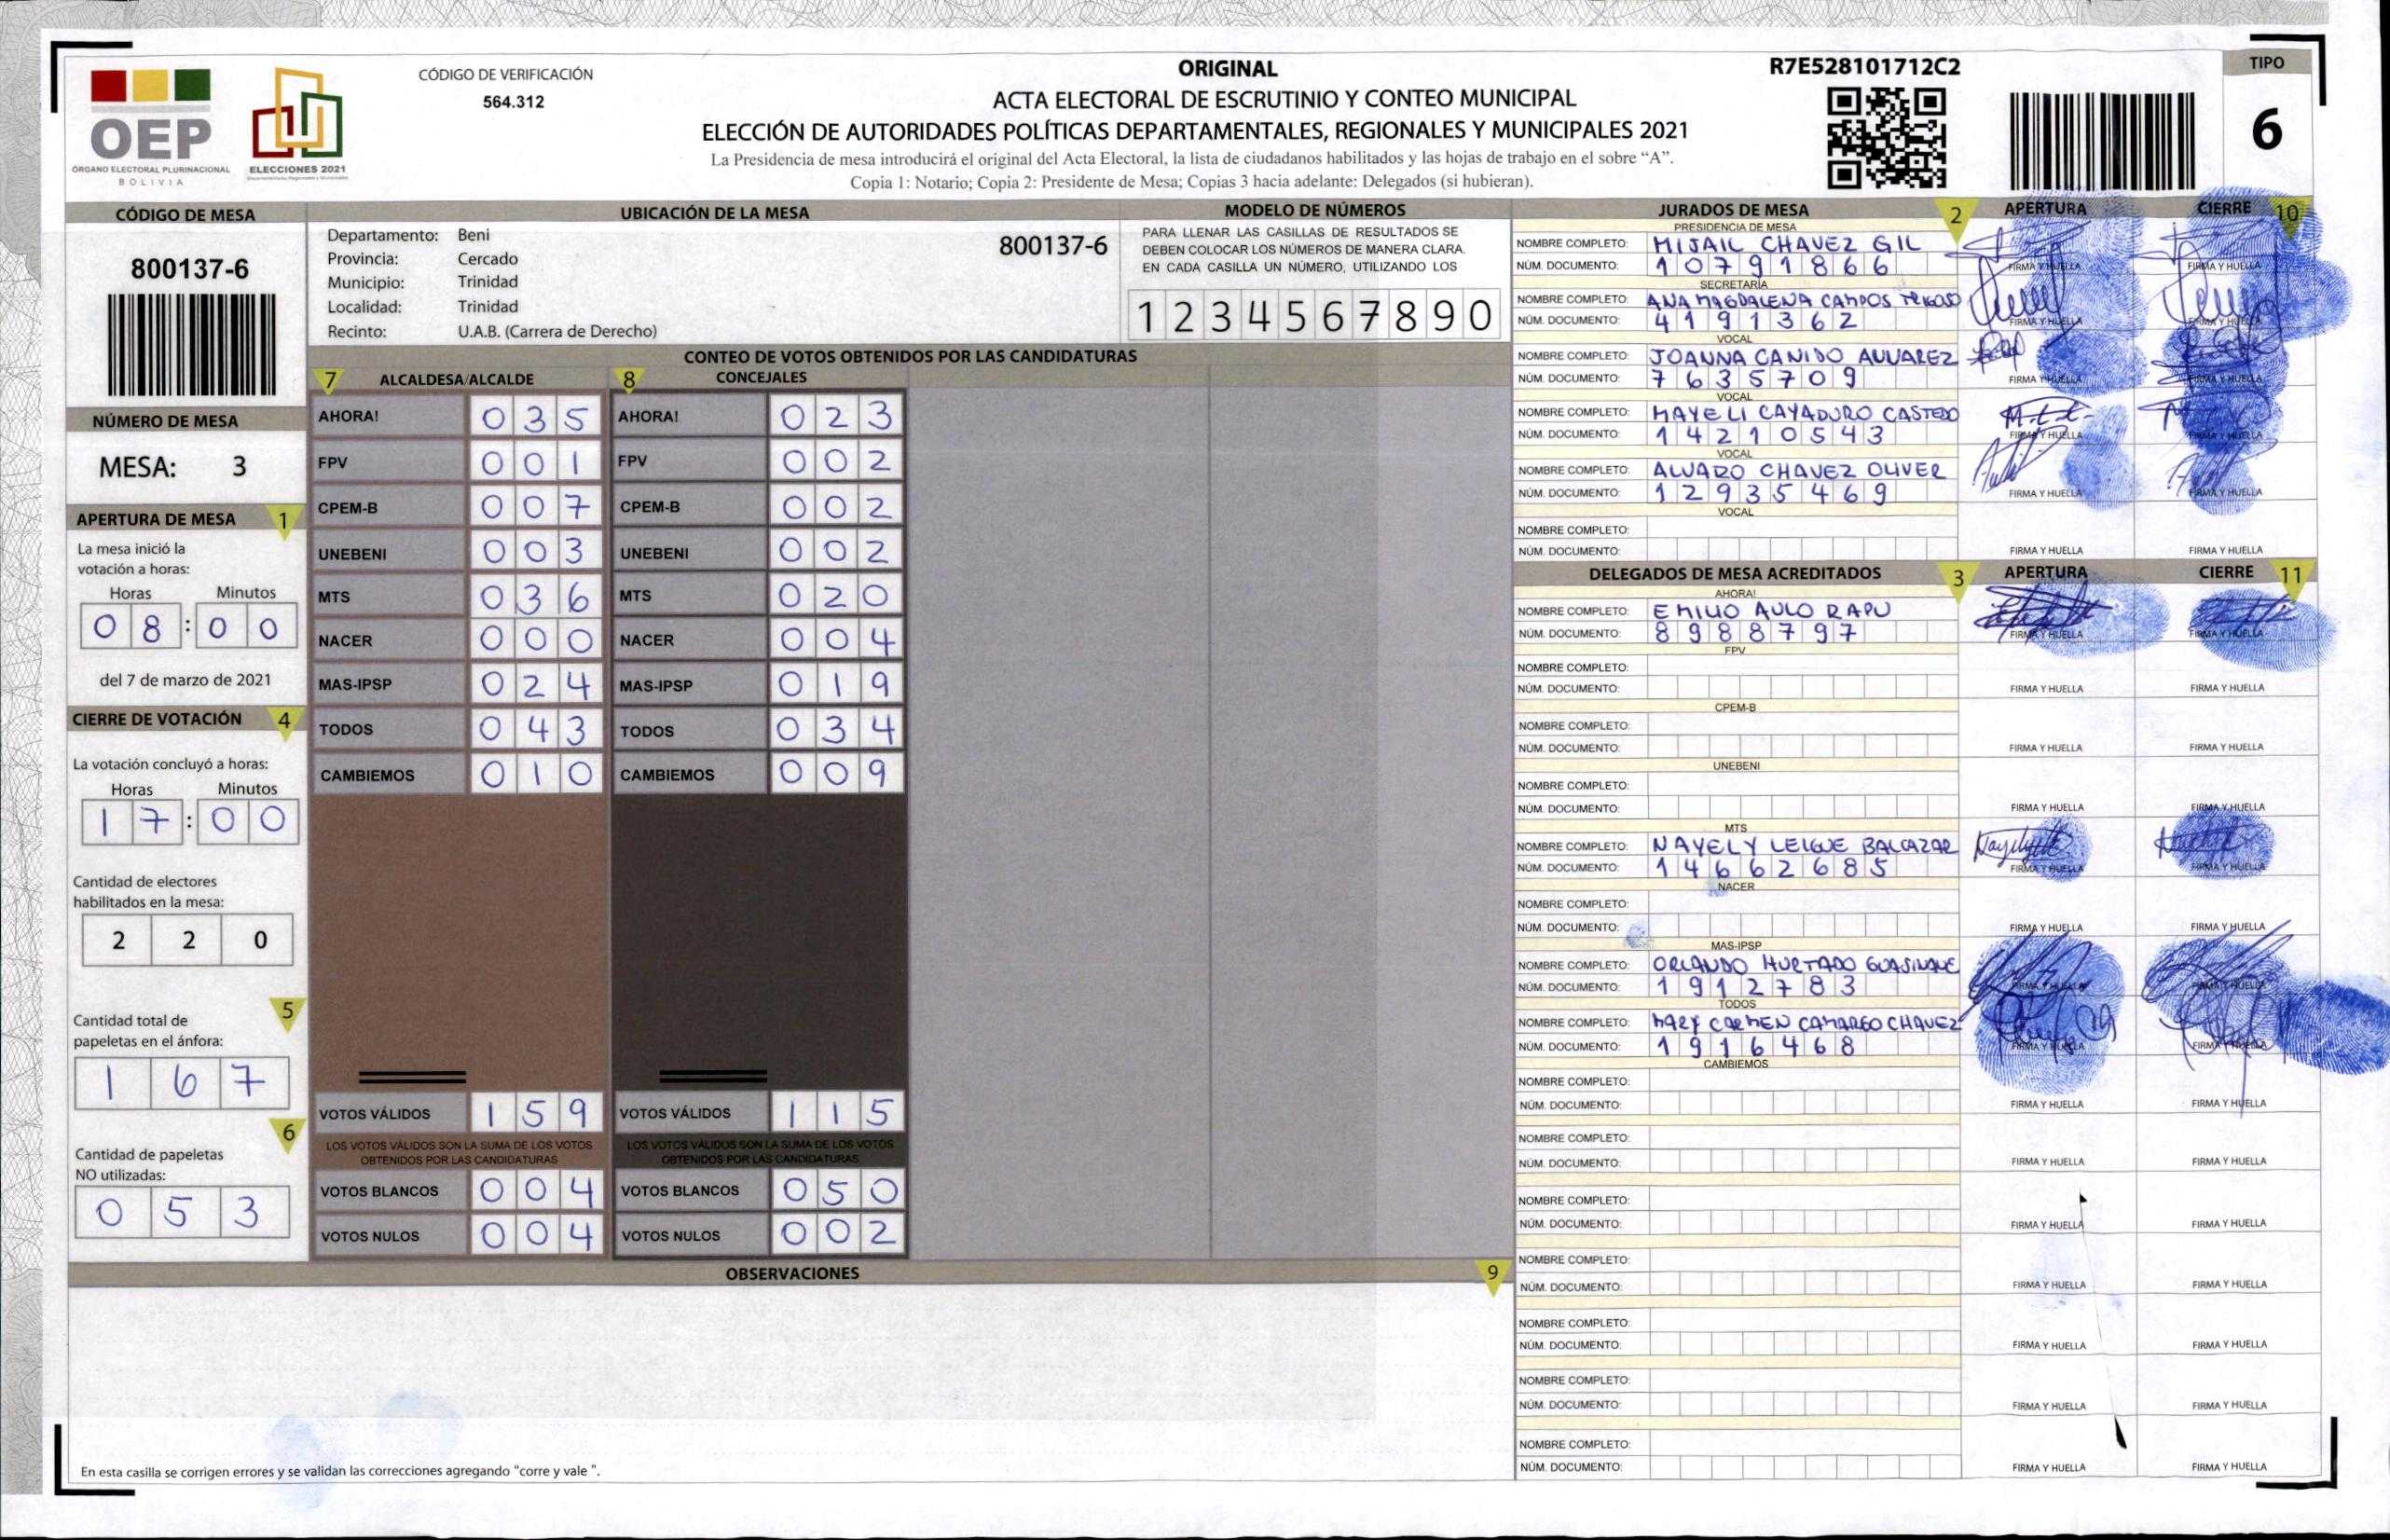 OEP
ÓRGANO ELECTORAL PLURINACIONAL
BOLIVIA
ELECCIONES 2021
CÓDIGO DE VERIFICACIÓN
564.312
ORIGINAL
ACTA ELECTORAL DE ESCRUTINIO Y CONTEO MUNICIPAL
ELECCIÓN DE AUTORIDADES POLÍTICAS DEPARTAMENTALES, REGIONALES Y MUNICIPALES 2021
La Presidencia de mesa introducirá el original del Acta Electoral, la lista de ciudadanos habilitados y las hojas de trabajo en el sobre “A”.
Copia 1: Notario; Copia 2: Presidente de Mesa; Copias 3 hacia adelante: Delegados (si hubieran).
R7E528101712C2
TIPO
6
CÓDIGO DE MESA
800137-6
NÚMERO DE MESA
MESA: 3
APERTURA DE MESA 1
La mesa inició la
votación a horas:
Horas Minutos
08:00
del 7 de marzo de 2021
CIERRE DE VOTACIÓN 4
La votación concluyó a horas:
Horas Minutos
17:00
Cantidad de electores
habilitados en la mesa:
220
5
Cantidad total de
papeletas en el ánfora:
167
6
Cantidad de papeletas
NO utilizadas:
053
UBICACIÓN DE LA MESA
Departamento: Beni
Provincia: Cercado
Municipio: Trinidad
Localidad: Trinidad
Recinto: U.A.B. (Carrera de Derecho)
800137-6
MODELO DE NÚMEROS
PARA LLENAR LAS CASILLAS DE RESULTADOS SE
DEBEN COLOCAR LOS NÚMEROS DE MANERA CLARA.
EN CADA CASILLA UN NÚMERO, UTILIZANDO LOS
1234567890
CONTEO DE VOTOS OBTENIDOS POR LAS CANDIDATURAS
7 ALCALDESA/ALCALDE
AHORA! 035
FPV 001
CPEM-B 007
UNEBENI 003
MTS 036
NACER 000
MAS-IPSP 024
TODOS 043
CAMBIEMOS 010
VOTOS VÁLIDOS 159
LOS VOTOS VÁLIDOS SON LA SUMA DE LOS VOTOS
OBTENIDOS POR LAS CANDIDATURAS
VOTOS BLANCOS 004
VOTOS NULOS 004
8 CONCEJALES
AHORA! 023
FPV 002
CPEM-B 002
UNEBENI 002
MTS 020
NACER 004
MAS-IPSP 019
TODOS 034
CAMBIEMOS 009
VOTOS VÁLIDOS 115
LOS VOTOS VÁLIDOS SON LA SUMA DE LOS VOTOS
OBTENIDOS POR LAS CANDIDATURAS
VOTOS BLANCOS 050
VOTOS NULOS 002
OBSERVACIONES 9
En esta casilla se corrigen errores y se validan las correcciones agregando "corre y vale ".
JURADOS DE MESA 2 APERTURA CIERRE 10
PRESIDENCIA DE MESA
NOMBRE COMPLETO: MIJAIL CHAVEZ GIL
NÚM. DOCUMENTO: 10791866 FIRMA Y HUELLA FIRMA Y HUELLA
SECRETARÍA
NOMBRE COMPLETO: ANA MAGDALENA CAMPOS TRIGOSO
NÚM. DOCUMENTO: 4191362 FIRMA Y HUELLA FIRMA Y HUELLA
VOCAL
NOMBRE COMPLETO: JOANNA CANIDO ALVAREZ
NÚM. DOCUMENTO: 7635709 FIRMA Y HUELLA FIRMA Y HUELLA
VOCAL
NOMBRE COMPLETO: MAYELI CAYADURO CASTEDO
NÚM. DOCUMENTO: 14210543 FIRMA Y HUELLA FIRMA Y HUELLA
VOCAL
NOMBRE COMPLETO: ALVARO CHAVEZ OLIVER
NÚM. DOCUMENTO: 12935469 FIRMA Y HUELLA FIRMA Y HUELLA
VOCAL
NOMBRE COMPLETO:
NÚM. DOCUMENTO: FIRMA Y HUELLA FIRMA Y HUELLA
DELEGADOS DE MESA ACREDITADOS 3 APERTURA CIERRE 11
AHORA!
NOMBRE COMPLETO: EMILIO AULO RAPU
NÚM. DOCUMENTO: 8988797 FIRMA Y HUELLA FIRMA Y HUELLA
FPV
NOMBRE COMPLETO:
NÚM. DOCUMENTO: FIRMA Y HUELLA FIRMA Y HUELLA
CPEM-B
NOMBRE COMPLETO:
NÚM. DOCUMENTO: FIRMA Y HUELLA FIRMA Y HUELLA
UNEBENI
NOMBRE COMPLETO:
NÚM. DOCUMENTO: FIRMA Y HUELLA FIRMA Y HUELLA
MTS
NOMBRE COMPLETO: NAYELY LEIGUE BALCAZAR
NÚM. DOCUMENTO: 14662685 FIRMA Y HUELLA FIRMA Y HUELLA
NACER
NOMBRE COMPLETO:
NÚM. DOCUMENTO: FIRMA Y HUELLA FIRMA Y HUELLA
MAS-IPSP
NOMBRE COMPLETO: ORLANDO HURTADO GUASINAVE
NÚM. DOCUMENTO: 1912783 FIRMA Y HUELLA FIRMA Y HUELLA
TODOS
NOMBRE COMPLETO: MARY CARMEN CAMARGO CHAVEZ
NÚM. DOCUMENTO: 1916468 FIRMA Y HUELLA FIRMA Y HUELLA
CAMBIEMOS
NOMBRE COMPLETO:
NÚM. DOCUMENTO: FIRMA Y HUELLA FIRMA Y HUELLA
NOMBRE COMPLETO:
NÚM. DOCUMENTO: FIRMA Y HUELLA FIRMA Y HUELLA
NOMBRE COMPLETO:
NÚM. DOCUMENTO: FIRMA Y HUELLA FIRMA Y HUELLA
NOMBRE COMPLETO:
NÚM. DOCUMENTO: FIRMA Y HUELLA FIRMA Y HUELLA
NOMBRE COMPLETO:
NÚM. DOCUMENTO: FIRMA Y HUELLA FIRMA Y HUELLA
NOMBRE COMPLETO:
NÚM. DOCUMENTO: FIRMA Y HUELLA FIRMA Y HUELLA
NOMBRE COMPLETO:
NÚM. DOCUMENTO: FIRMA Y HUELLA FIRMA Y HUELLA